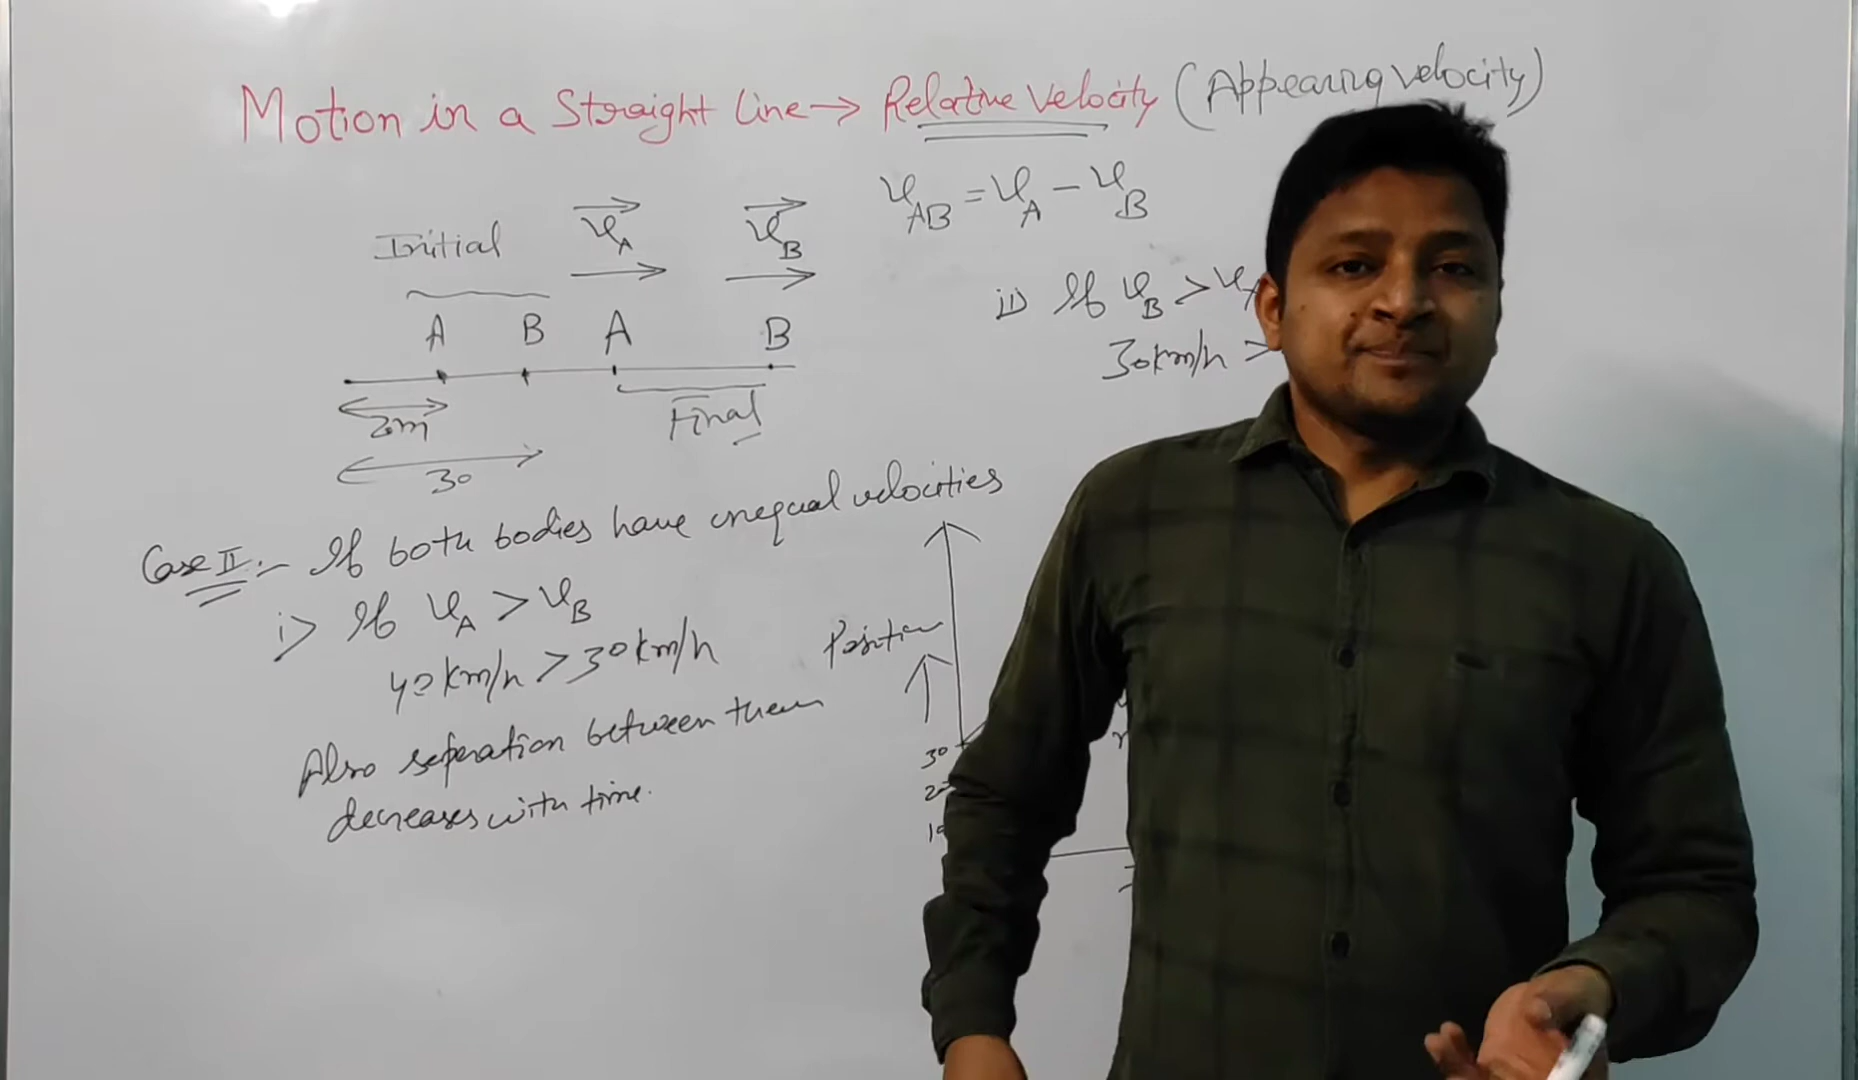 Motion in a Straight Line → Relative Velocity (Appearing velocity)
V_AB = V_A − V_B
Initial V_A V_B
A B A B
Final
30
ii) If V_B > V_A
30km/h >
Case II :- If both bodies have unequal velocities
i) If V_A > V_B
40km/h > 30km/h
Also seperation between them
decreases with time.
Position
30